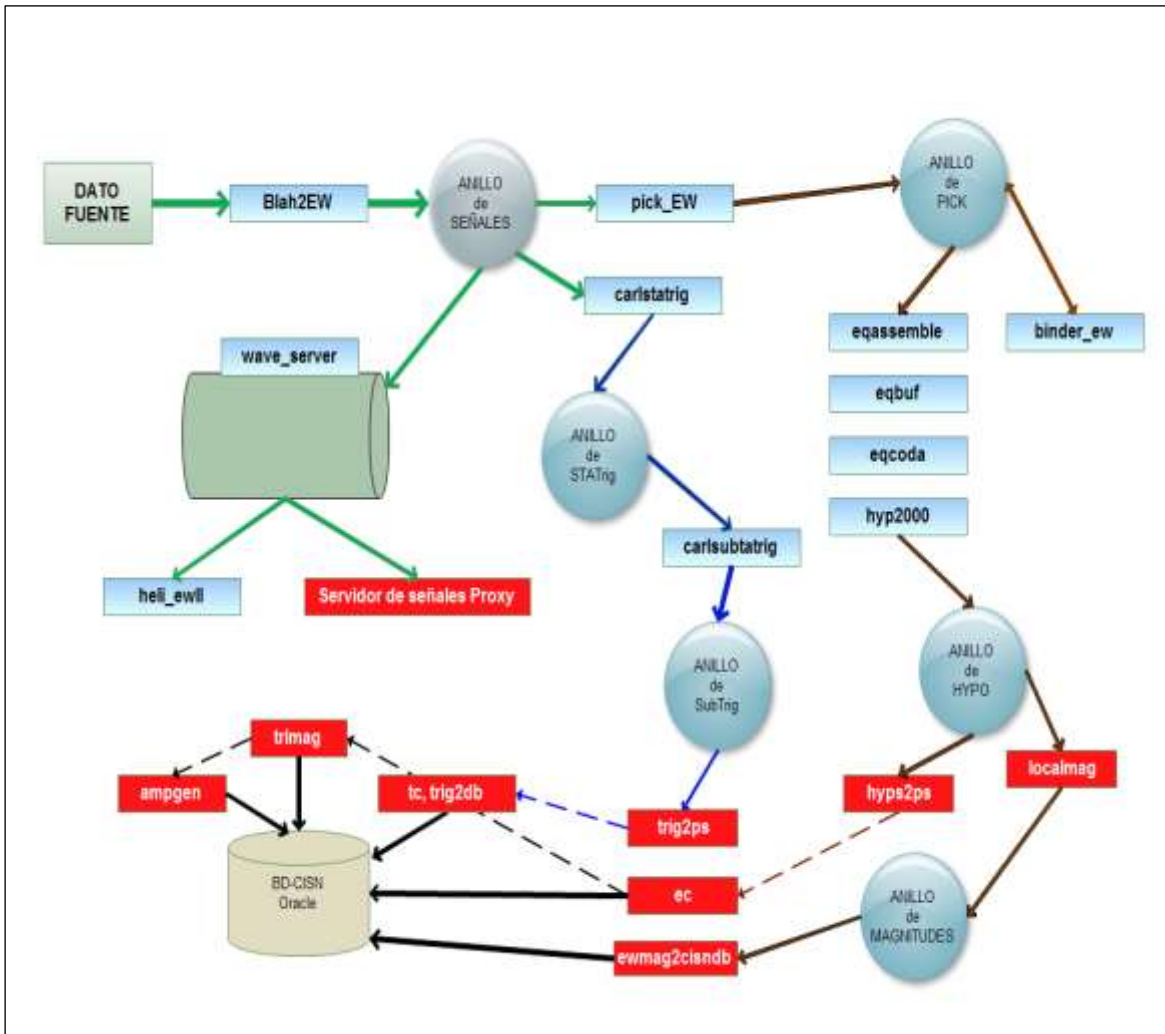 DATO
FUENTE
Blah2EW
ANILLO
de
SEÑALES
pick_EW
ANILLO
de
PICK
carlstatrig
eqassemble
binder_ew
wave_server
eqbuf
ANILLO
de
STATrig
eqcoda
hyp2000
carlsubtatrig
heli_ewII
Servidor de señales Proxy
ANILLO
de
SubTrig
ANILLO
de
HYPO
trimag
localmag
ampgen
tc, trig2db
hyps2ps
trig2ps
BD-CISN
Oracle
ec
ANILLO
de
MAGNITUDES
ewmag2cisndb